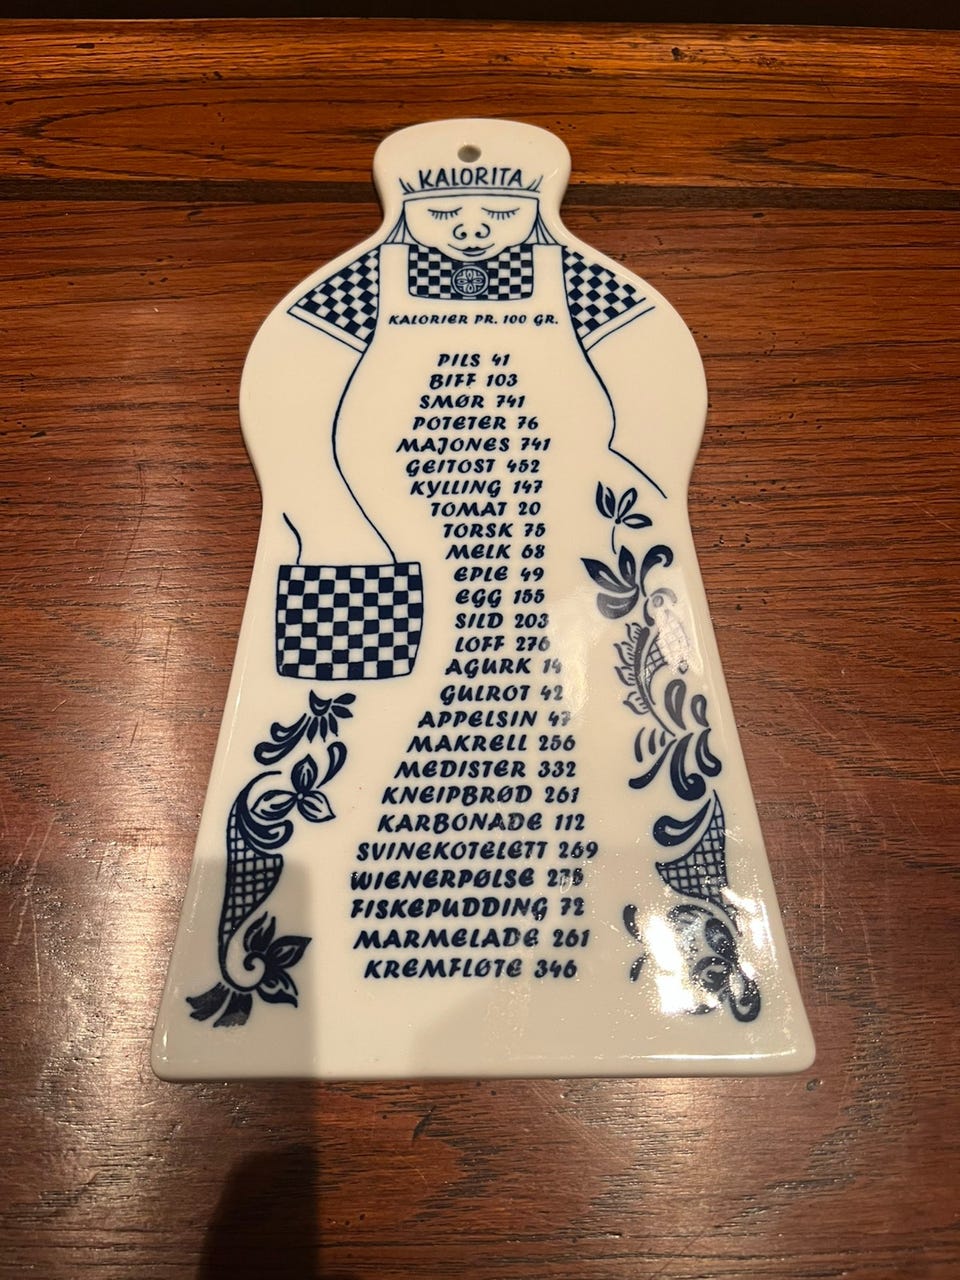 KALORITA
KALORIER PR. 100 GR.
PILS 41
BIFF 103
SMØR 741
POTETER 76
MAJONES 741
GEITOST 452
KYLLING 147
TOMAT 20
TORSK 75
MELK 68
EPLE 49
EGG 155
SILD 203
LOFF 276
AGURK 14
GULROT 42
APPELSIN 47
MAKRELL 256
MEDISTER 332
KNEIPBRØD 261
KARBONADE 112
SVINEKOTELETT 269
WIENERPØLSE 275
FISKEPUDDING 72
MARMELADE 261
KREMFLØTE 346